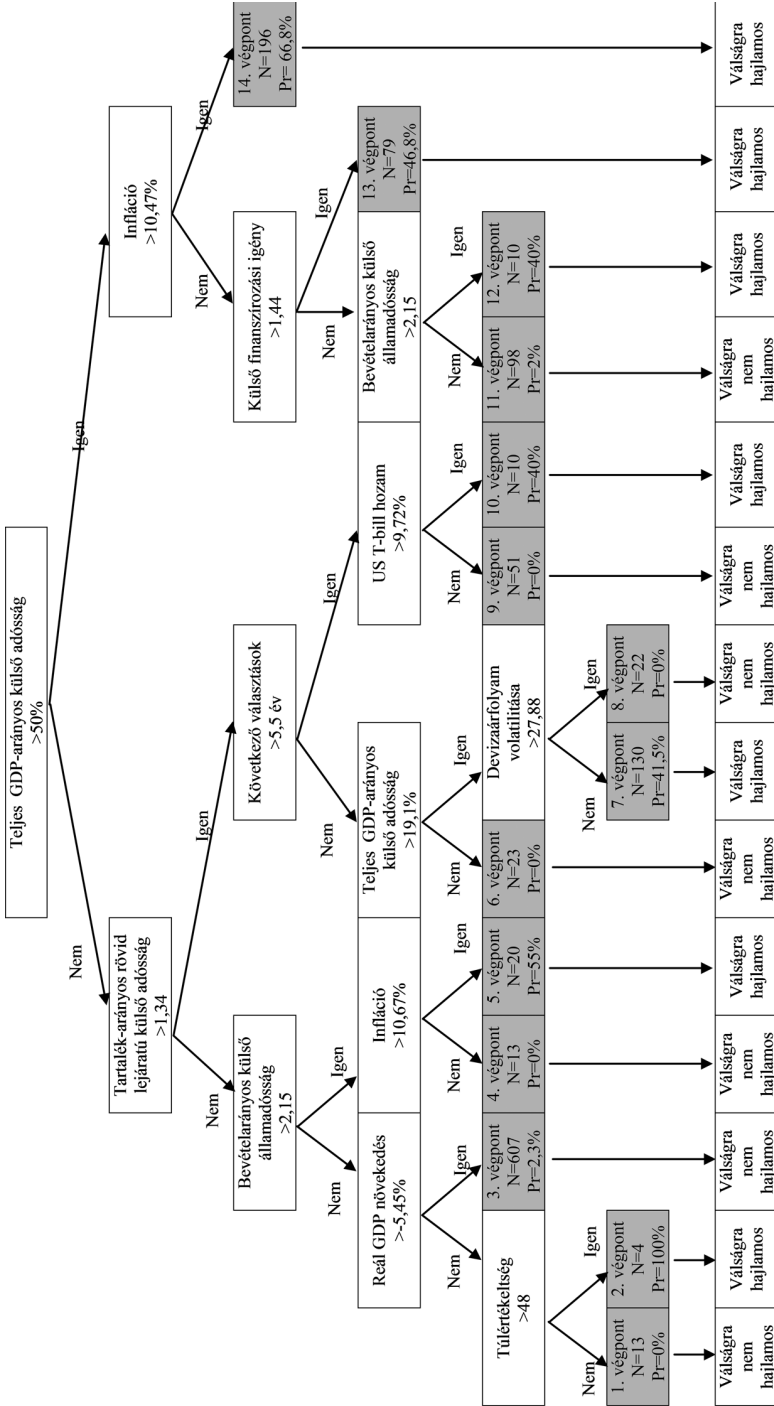 Teljes GDP-arányos külső adósság
>50%
Nem
Igen
Tartalék-arányos rövid
lejáratú külső adósság
>1,34
Infláció
>10,47%
Nem
Igen
Nem
Igen
Bevételarányos külső
államadósság
>2,15
Következő választások
>5,5 év
Külső finanszírozási igény
>1,44
14. végpont
N=196
Pr= 66,8%
Nem
Igen
Nem
Igen
Nem
Igen
Reál GDP növekedés
>-5,45%
Infláció
>10,67%
Teljes GDP-arányos
külső adósság
>19,1%
US T-bill hozam
>9,72%
Bevételarányos külső
államadósság
>2,15
13. végpont
N=79
Pr=46,8%
Nem
Igen
Nem
Igen
Nem
Igen
Nem
Igen
Nem
Igen
Túlértékeltség
>48
3. végpont
N=607
Pr=2,3%
4. végpont
N=13
Pr=0%
5. végpont
N=20
Pr=55%
6. végpont
N=23
Pr=0%
Devizaárfolyam
volatilitása
>27,88
9. végpont
N=51
Pr=0%
10. végpont
N=10
Pr=40%
11. végpont
N=98
Pr=2%
12. végpont
N=10
Pr=40%
Nem
Igen
Nem
Igen
1. végpont
N=13
Pr=0%
2. végpont
N=4
Pr=100%
7. végpont
N=130
Pr=41,5%
8. végpont
N=22
Pr=0%
Válságra
nem
hajlamos
Válságra
hajlamos
Válságra
nem
hajlamos
Válságra
nem
hajlamos
Válságra
hajlamos
Válságra
nem
hajlamos
Válságra
hajlamos
Válságra
nem
hajlamos
Válságra
nem
hajlamos
Válságra
hajlamos
Válságra
nem
hajlamos
Válságra
hajlamos
Válságra
hajlamos
Válságra
hajlamos